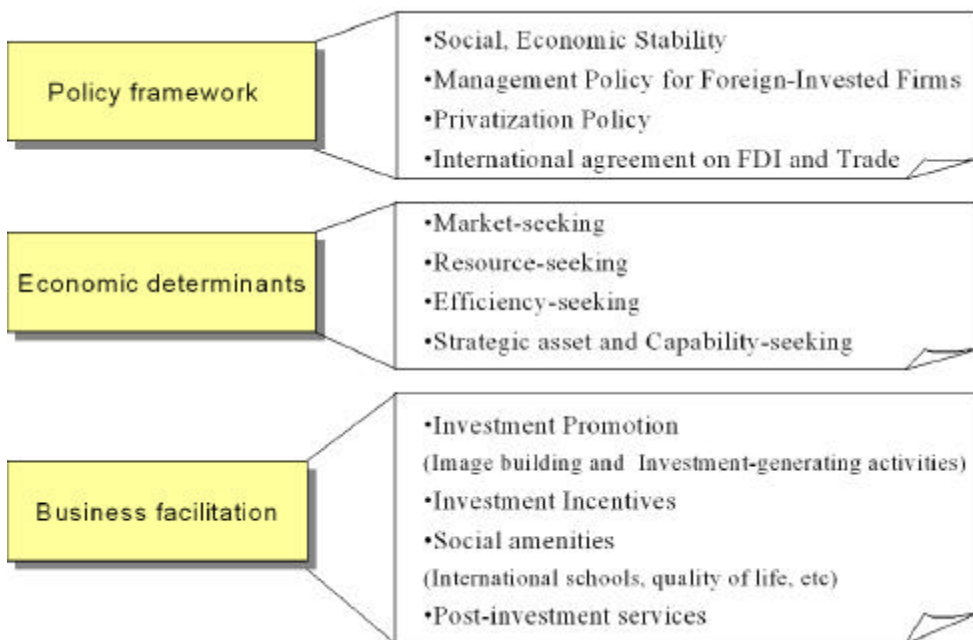 Policy framework
•Social, Economic Stability
•Management Policy for Foreign-Invested Firms
•Privatization Policy
•International agreement on FDI and Trade
Economic determinants
•Market-seeking
•Resource-seeking
•Efficiency-seeking
•Strategic asset and Capability-seeking
Business facilitation
•Investment Promotion
(Image building and Investment-generating activities)
•Investment Incentives
•Social amenities
(International schools, quality of life, etc)
•Post-investment services